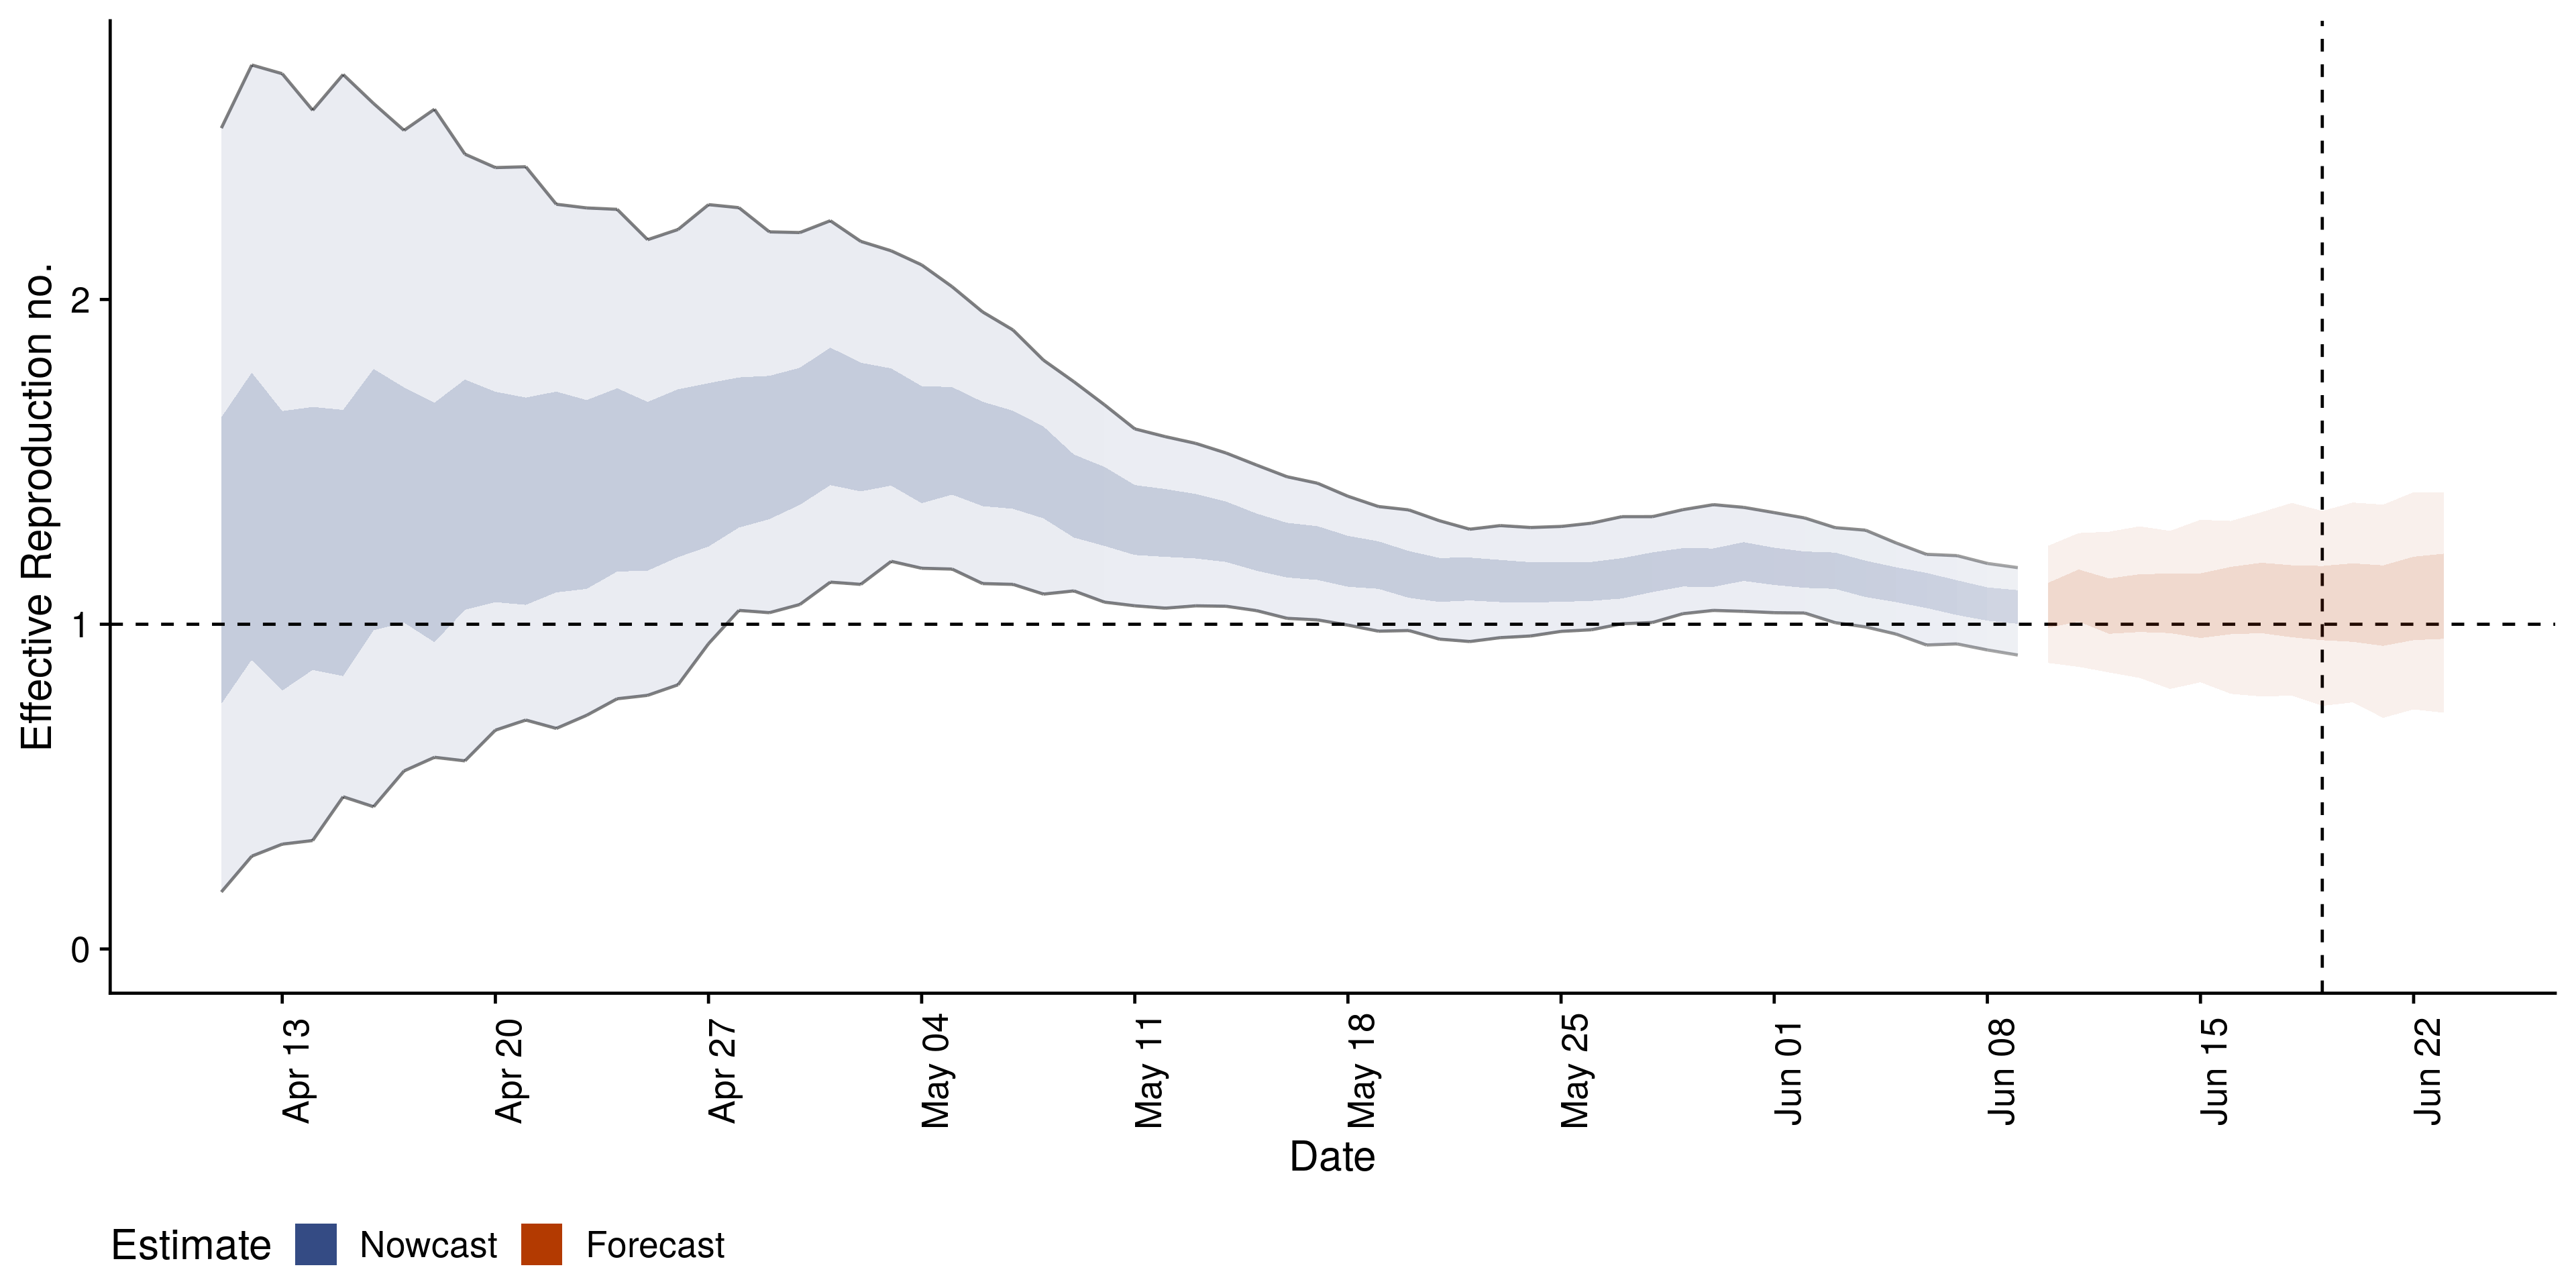 Effective Reproduction no.
2
1
0
Apr 13
Apr 20
Apr 27
May 04
May 11
May 18
May 25
Jun 01
Jun 08
Jun 15
Jun 22
Date
Estimate Nowcast Forecast